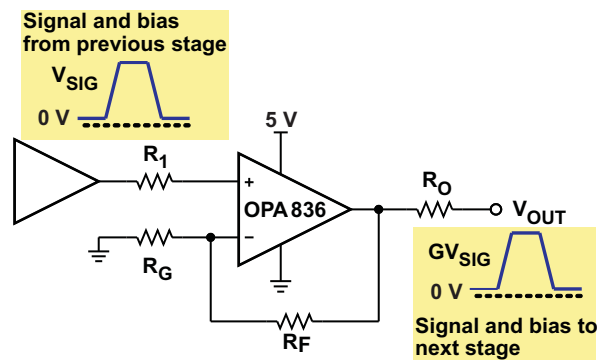 Signal and bias
from previous stage
VSIG
0 V
5 V
R1
+
OPA836
RO
VOUT
−
RG
RF
GVSIG
0 V
Signal and bias to
next stage